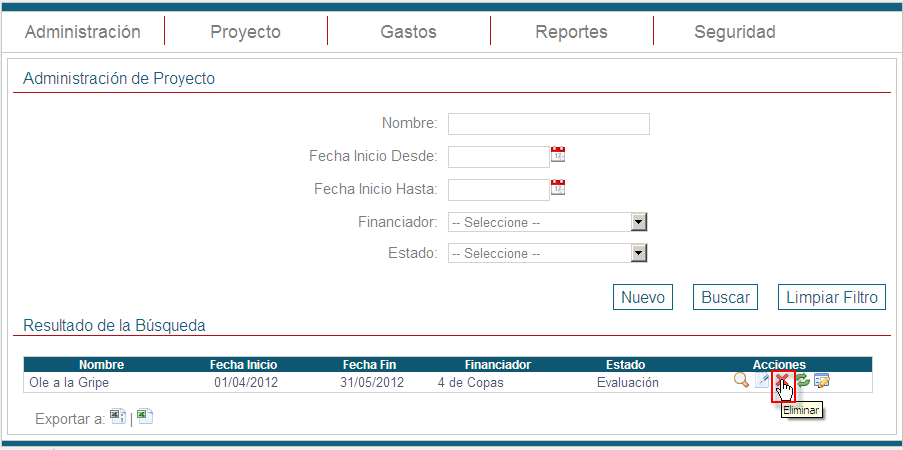 Administración Proyecto Gastos Reportes Seguridad
Administración de Proyecto
Nombre:
Fecha Inicio Desde:
Fecha Inicio Hasta:
Financiador: -- Seleccione --
Estado: -- Seleccione --
Nuevo Buscar Limpiar Filtro
Resultado de la Búsqueda
Nombre Fecha Inicio Fecha Fin Financiador Estado Acciones
Ole a la Gripe 01/04/2012 31/05/2012 4 de Copas Evaluación
Eliminar
Exportar a: |